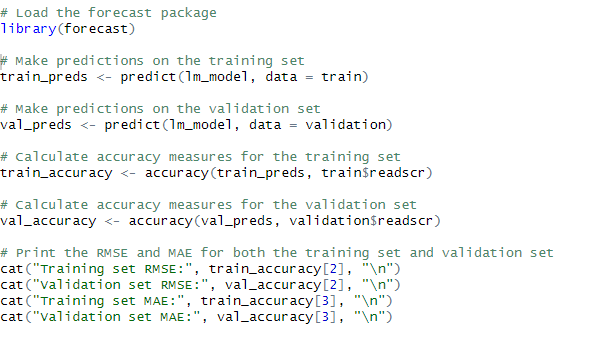 # Load the forecast package
library(forecast)
# Make predictions on the training set
train_preds <- predict(lm_model, data = train)
# Make predictions on the validation set
val_preds <- predict(lm_model, data = validation)
# Calculate accuracy measures for the training set
train_accuracy <- accuracy(train_preds, train$readscr)
# Calculate accuracy measures for the validation set
val_accuracy <- accuracy(val_preds, validation$readscr)
# Print the RMSE and MAE for both the training set and validation set
cat("Training set RMSE:", train_accuracy[2], "\n")
cat("Validation set RMSE:", val_accuracy[2], "\n")
cat("Training set MAE:", train_accuracy[3], "\n")
cat("Validation set MAE:", val_accuracy[3], "\n")